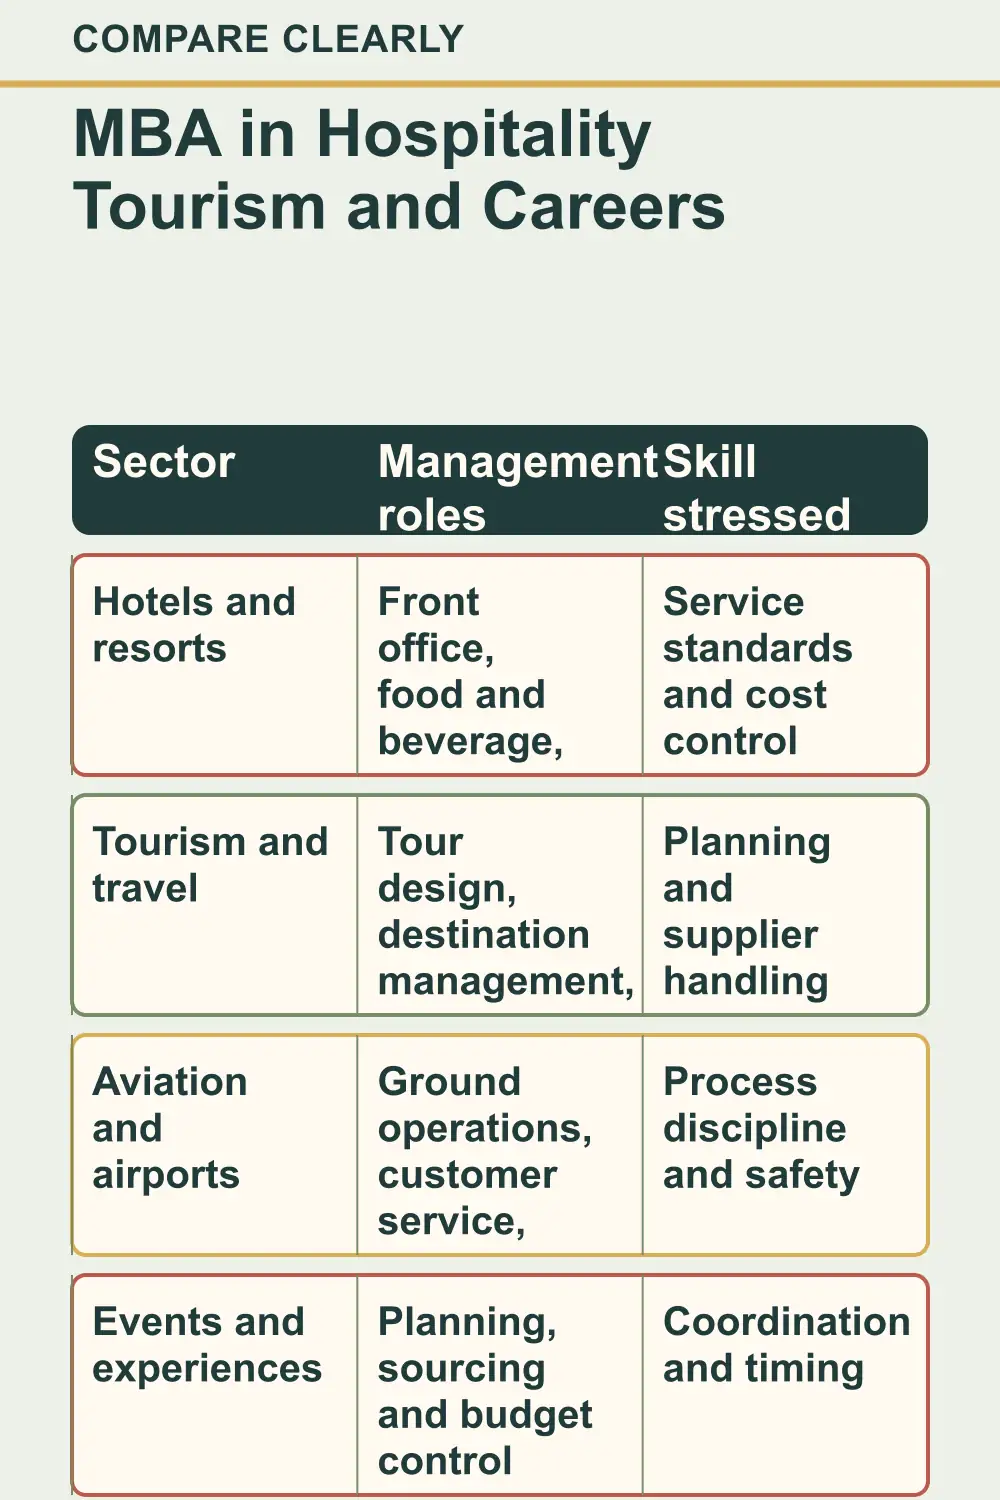 COMPARE CLEARLY
MBA in Hospitality
Tourism and Careers
Sector
Management
roles
Skill
stressed
Hotels and
resorts
Front
office,
food and
beverage,
Service
standards
and cost
control
Tourism and
travel
Tour
design,
destination
management,
Planning
and
supplier
handling
Aviation
and
airports
Ground
operations,
customer
service,
Process
discipline
and safety
Events and
experiences
Planning,
sourcing
and budget
control
Coordination
and timing